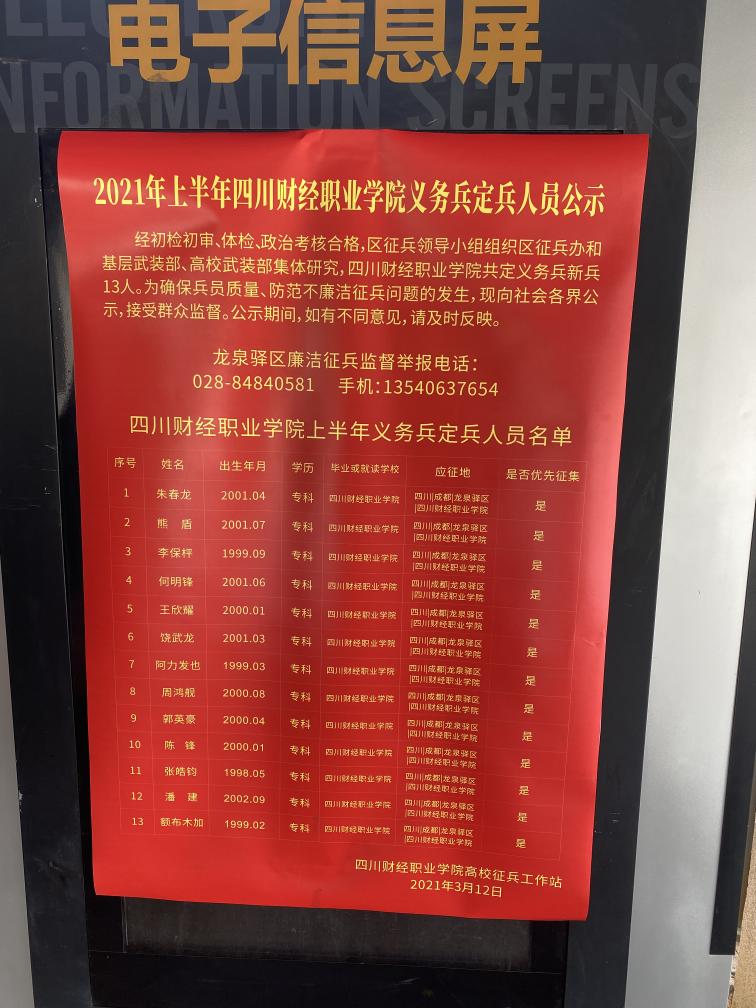 电子信息屏
INFORMATION SCREENS
2021年上半年四川财经职业学院义务兵定兵人员公示
经初检初审、体检、政治考核合格,区征兵领导小组组织区征兵办和
基层武装部、高校武装部集体研究,四川财经职业学院共定义务兵新兵
13人。为确保兵员质量、防范不廉洁征兵问题的发生,现向社会各界公
示,接受群众监督。公示期间,如有不同意见,请及时反映。
龙泉驿区廉洁征兵监督举报电话:
028-84840581 手机:13540637654
四川财经职业学院上半年义务兵定兵人员名单
序号 姓名 出生年月 学历 毕业或就读学校 应征地 是否优先征集
1 朱春龙 2001.04 专科 四川财经职业学院 四川|成都|龙泉驿区|四川财经职业学院 是
2 熊 盾 2001.07 专科 四川财经职业学院 四川|成都|龙泉驿区|四川财经职业学院 是
3 李保枰 1999.09 专科 四川财经职业学院 四川|成都|龙泉驿区|四川财经职业学院 是
4 何明锋 2001.06 专科 四川财经职业学院 四川|成都|龙泉驿区|四川财经职业学院 是
5 王欣耀 2000.01 专科 四川财经职业学院 四川|成都|龙泉驿区|四川财经职业学院 是
6 饶武龙 2001.03 专科 四川财经职业学院 四川|成都|龙泉驿区|四川财经职业学院 是
7 阿力发也 1999.03 专科 四川财经职业学院 四川|成都|龙泉驿区|四川财经职业学院 是
8 周鸿舰 2000.08 专科 四川财经职业学院 四川|成都|龙泉驿区|四川财经职业学院 是
9 郭英豪 2000.04 专科 四川财经职业学院 四川|成都|龙泉驿区|四川财经职业学院 是
10 陈 锋 2000.01 专科 四川财经职业学院 四川|成都|龙泉驿区|四川财经职业学院 是
11 张皓钧 1998.05 专科 四川财经职业学院 四川|成都|龙泉驿区|四川财经职业学院 是
12 潘 建 2002.09 专科 四川财经职业学院 四川|成都|龙泉驿区|四川财经职业学院 是
13 额布木加 1999.02 专科 四川财经职业学院 四川|成都|龙泉驿区|四川财经职业学院 是
四川财经职业学院高校征兵工作站
2021年3月12日